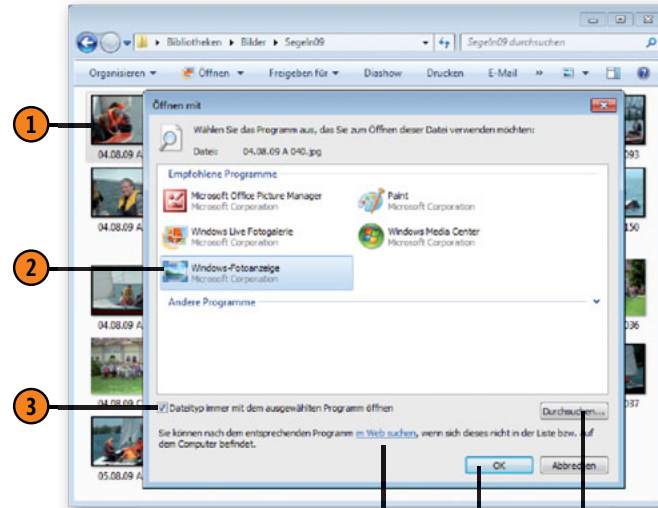 Bibliotheken ▸ Bilder ▸ Segeln09
Segeln09 durchsuchen
Organisieren
Öffnen
Freigeben für
Diashow
Drucken
E-Mail
»
Öffnen mit
1
Wählen Sie das Programm aus, das Sie zum Öffnen dieser Datei verwenden möchten:
Datei: 04.08.09 A 040.jpg
04.08.09 A
093
Empfohlene Programme
Microsoft Office Picture Manager
Microsoft Corporation
Paint
Microsoft Corporation
Windows Live Fotogalerie
Microsoft Corporation
Windows Media Center
Microsoft Corporation
04.08.09 A
150
2
Windows-Fotoanzeige
Microsoft Corporation
Andere Programme
04.08.09 A
036
3
04.08.09 C
037
Dateityp immer mit dem ausgewählten Programm öffnen
Durchsuchen...
Sie können nach dem entsprechenden Programm im Web suchen, wenn sich dieses nicht in der Liste bzw. auf
dem Computer befindet.
OK
Abbrechen
05.08.09 A